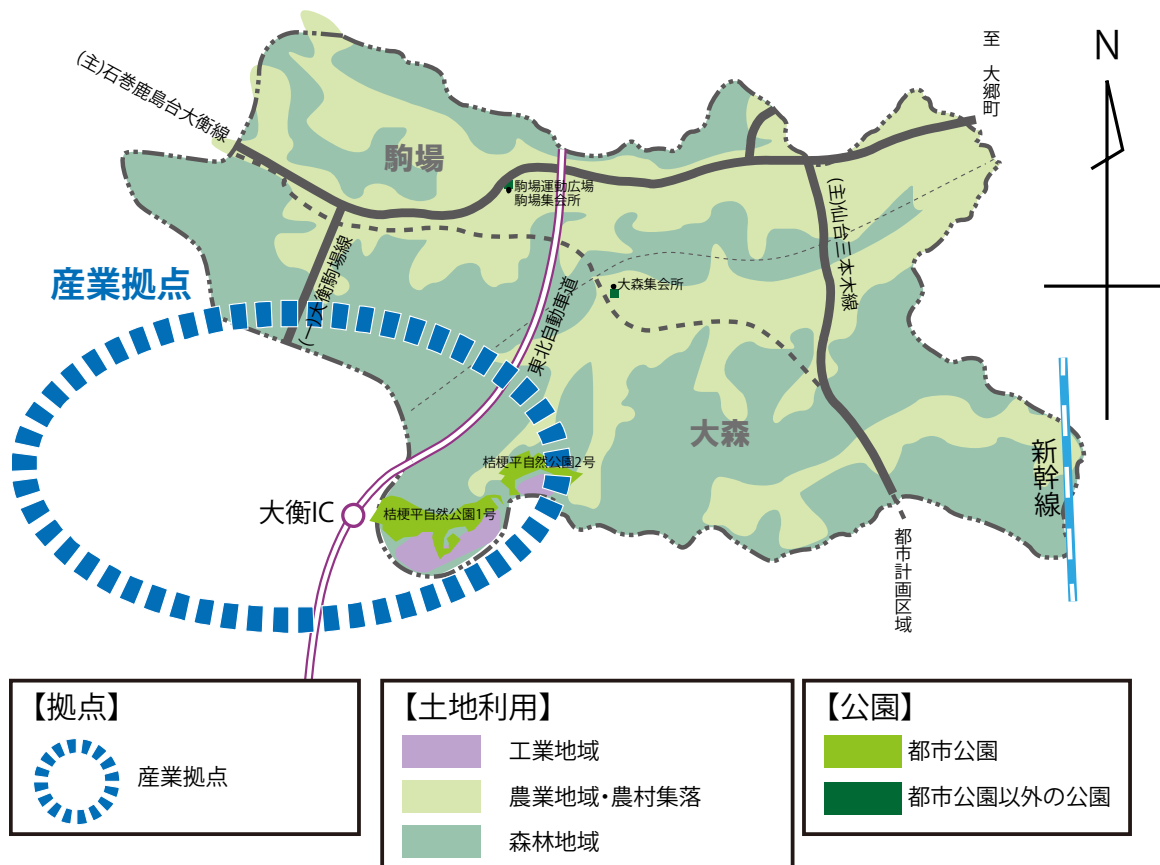 至 大郷町
N
(主)石巻鹿島台大衡線
駒場
駒場運動広場
駒場集会所
(主)仙台三本木線
(一)大衡駒場線
産業拠点
大森集会所
東北自動車道
大森
新幹線
桔梗平自然公園2号
大衡IC
桔梗平自然公園1号
都市計画区域
【拠点】
産業拠点
【土地利用】
工業地域
農業地域・農村集落
森林地域
【公園】
都市公園
都市公園以外の公園